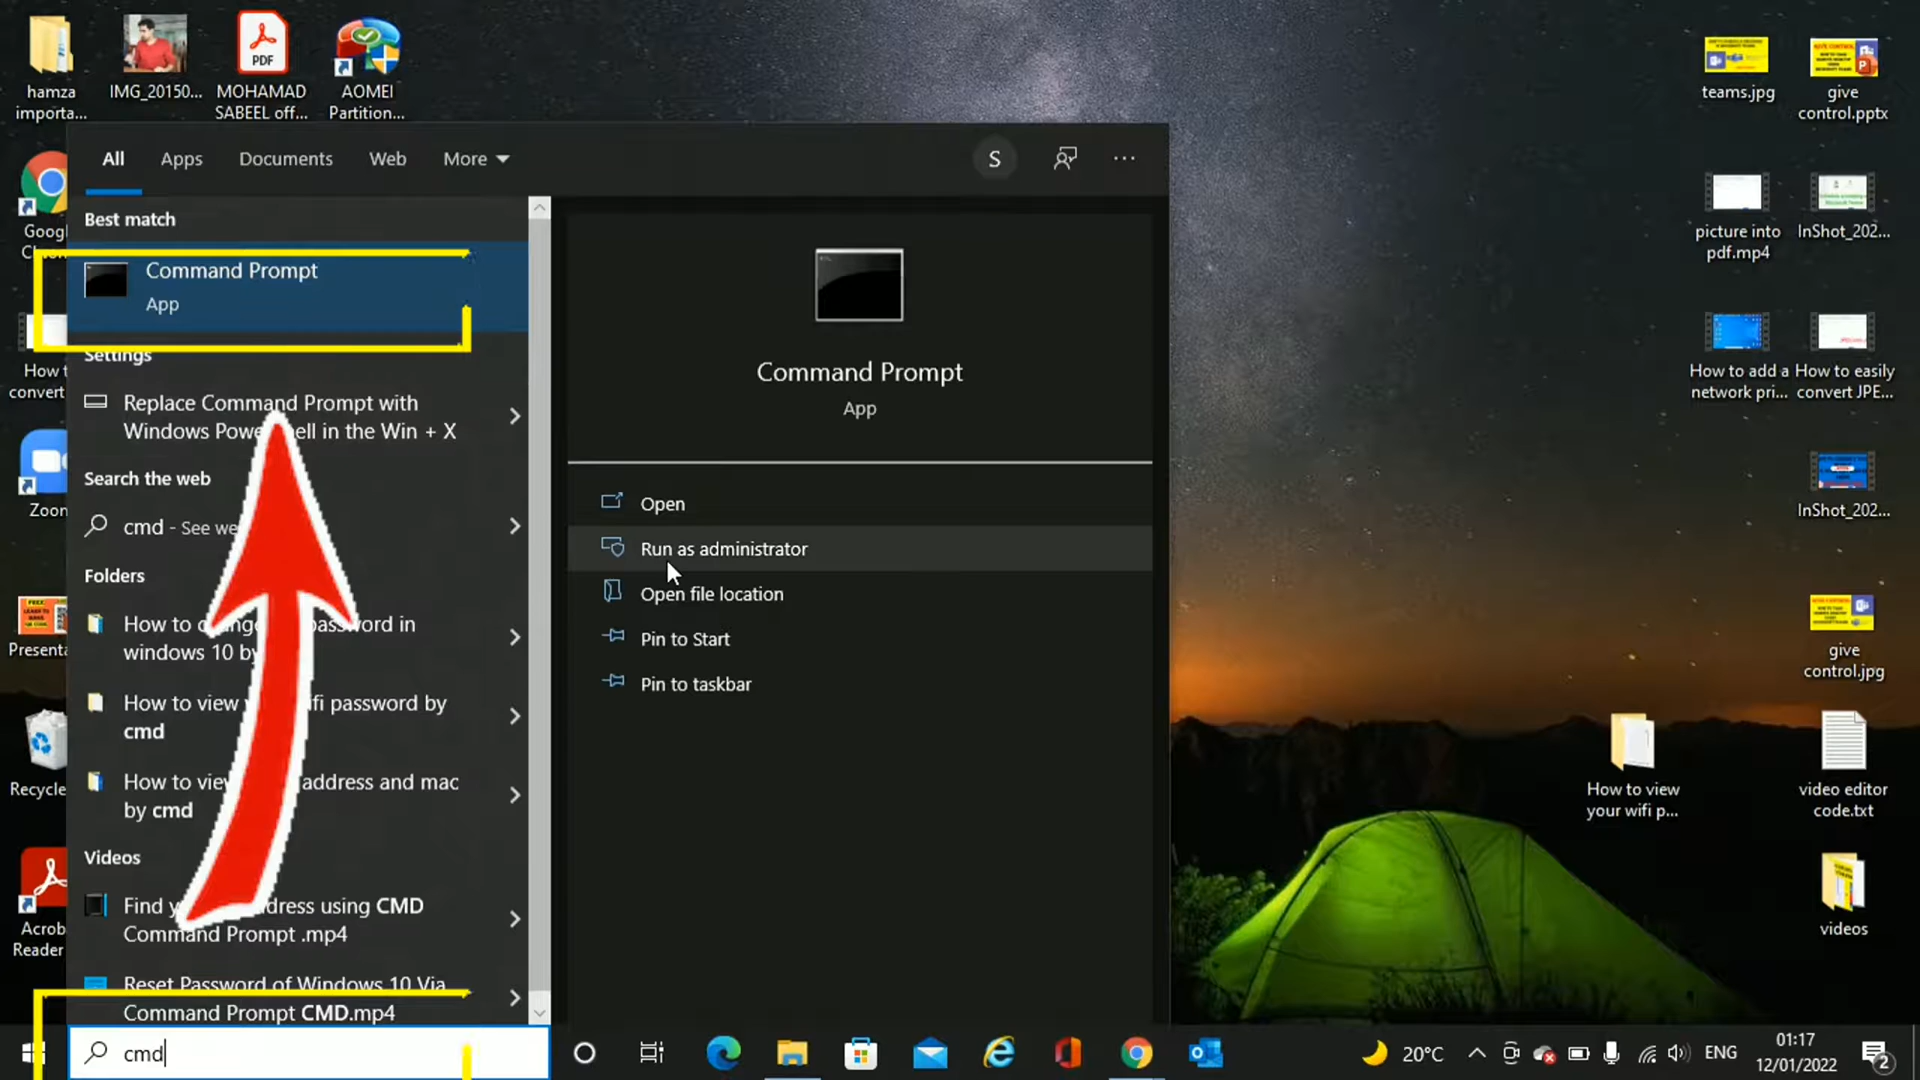 hamza
importa...
IMG_20150...
PDF
MOHAMAD
SABEEL off...
AOMEI
Partition...
teams.jpg
give
control.pptx
All
Apps
Documents
Web
More
S
Best match
Command Prompt
App
Settings
Replace Command Prompt with
Windows Pow ell in the Win + X
Search the web
cmd - See we
Folders
How to password in
windows 10 by
How to view password by
cmd
How to address and mac
by cmd
Videos
Find using CMD
Command Prompt .mp4
Reset Password of Windows 10 Via
Command Prompt CMD.mp4
cmd
Command Prompt
App
Open
Run as administrator
Open file location
Pin to Start
Pin to taskbar
Googl
How t
convert
Zoon
Presenta
Recycle
Acrob
Reader
picture into
pdf.mp4
InShot_202...
How to add a
network pri...
How to easily
convert JPE...
InShot_202...
give
control.jpg
How to view
your wifi p...
video editor
code.txt
videos
20°C
ENG
01:17
12/01/2022
2